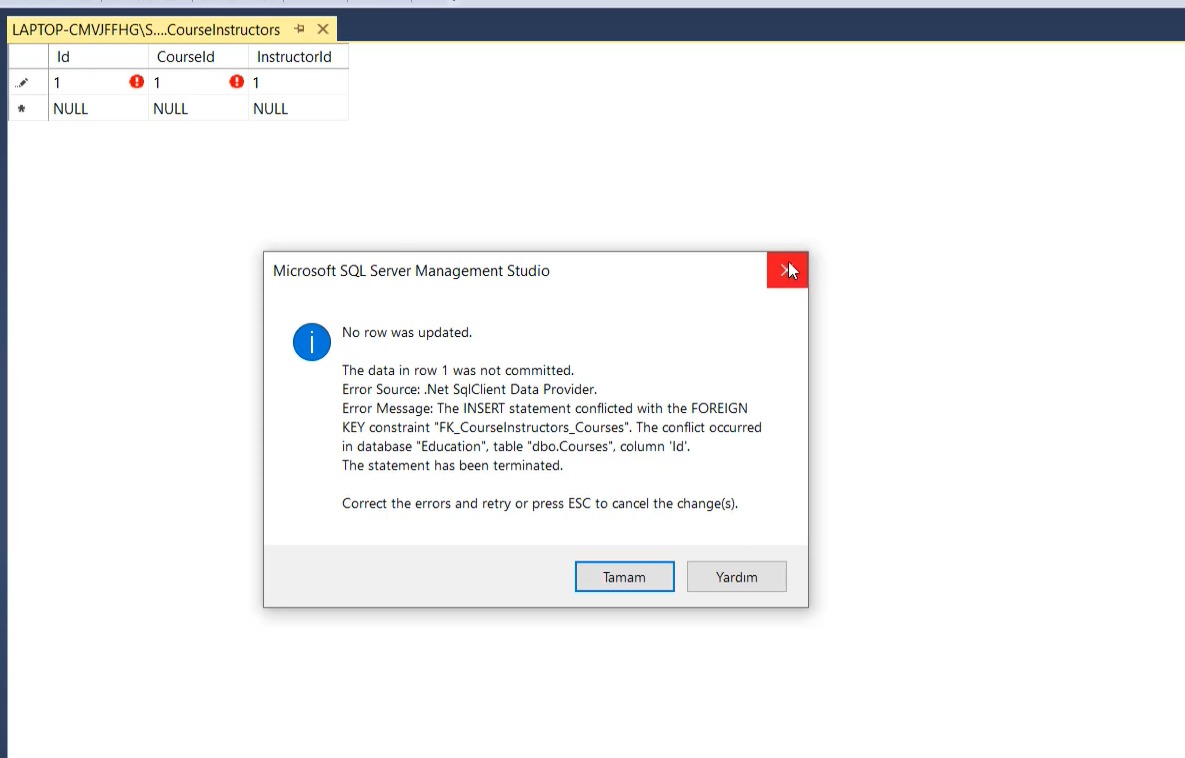 LAPTOP-CMVJFFHG\S....CourseInstructors
Id CourseId InstructorId
1 1 1
NULL NULL NULL
Microsoft SQL Server Management Studio
No row was updated.
The data in row 1 was not committed.
Error Source: .Net SqlClient Data Provider.
Error Message: The INSERT statement conflicted with the FOREIGN
KEY constraint "FK_CourseInstructors_Courses". The conflict occurred
in database "Education", table "dbo.Courses", column 'Id'.
The statement has been terminated.
Correct the errors and retry or press ESC to cancel the change(s).
Tamam Yardım